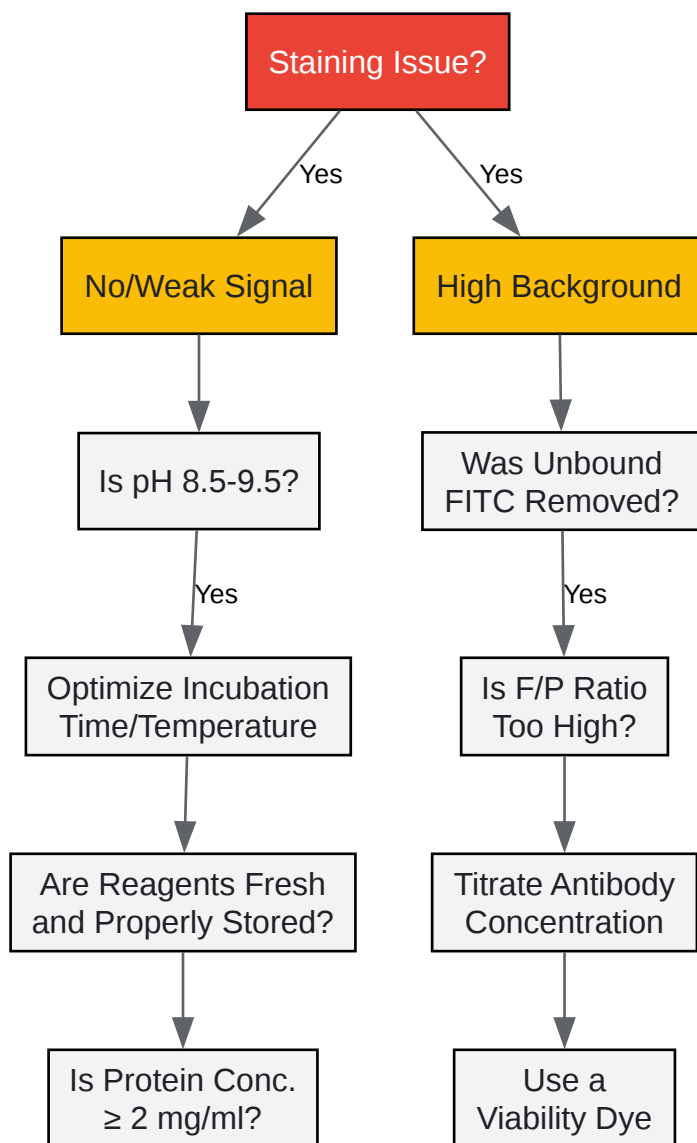 Staining Issue?
Yes
Yes
No/Weak Signal
High Background
Is pH 8.5-9.5?
Was Unbound
FITC Removed?
Yes
Yes
Optimize Incubation
Time/Temperature
Is F/P Ratio
Too High?
Are Reagents Fresh
and Properly Stored?
Titrate Antibody
Concentration
Is Protein Conc.
≥ 2 mg/ml?
Use a
Viability Dye